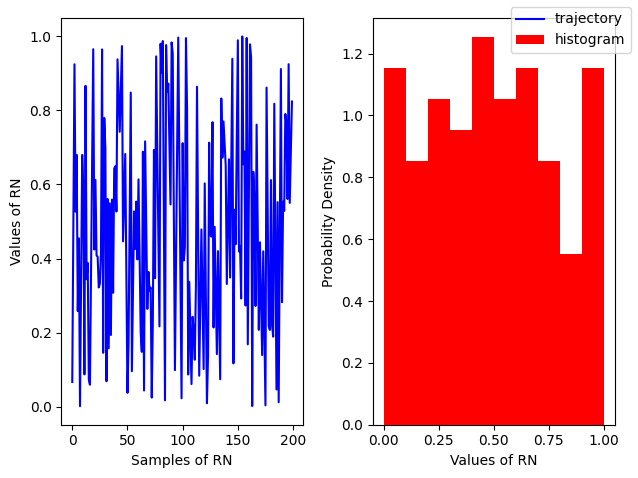 trajectory
histogram
Values of RN
1.0
0.8
0.6
0.4
0.2
0.0
0 50 100 150 200
Samples of RN
Probability Density
1.2
1.0
0.8
0.6
0.4
0.2
0.0
0.00 0.25 0.50 0.75 1.00
Values of RN